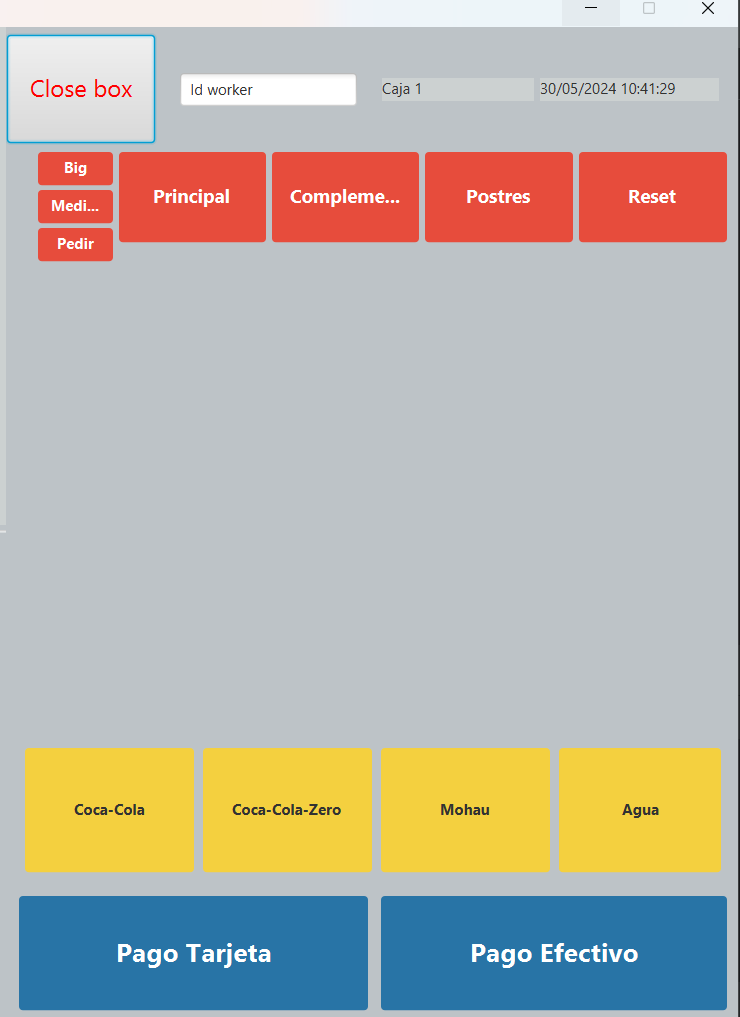 Close box
Id worker
Caja 1
30/05/2024 10:41:29
Big
Medi...
Pedir
Principal
Compleme...
Postres
Reset
Coca-Cola
Coca-Cola-Zero
Mohau
Agua
Pago Tarjeta
Pago Efectivo